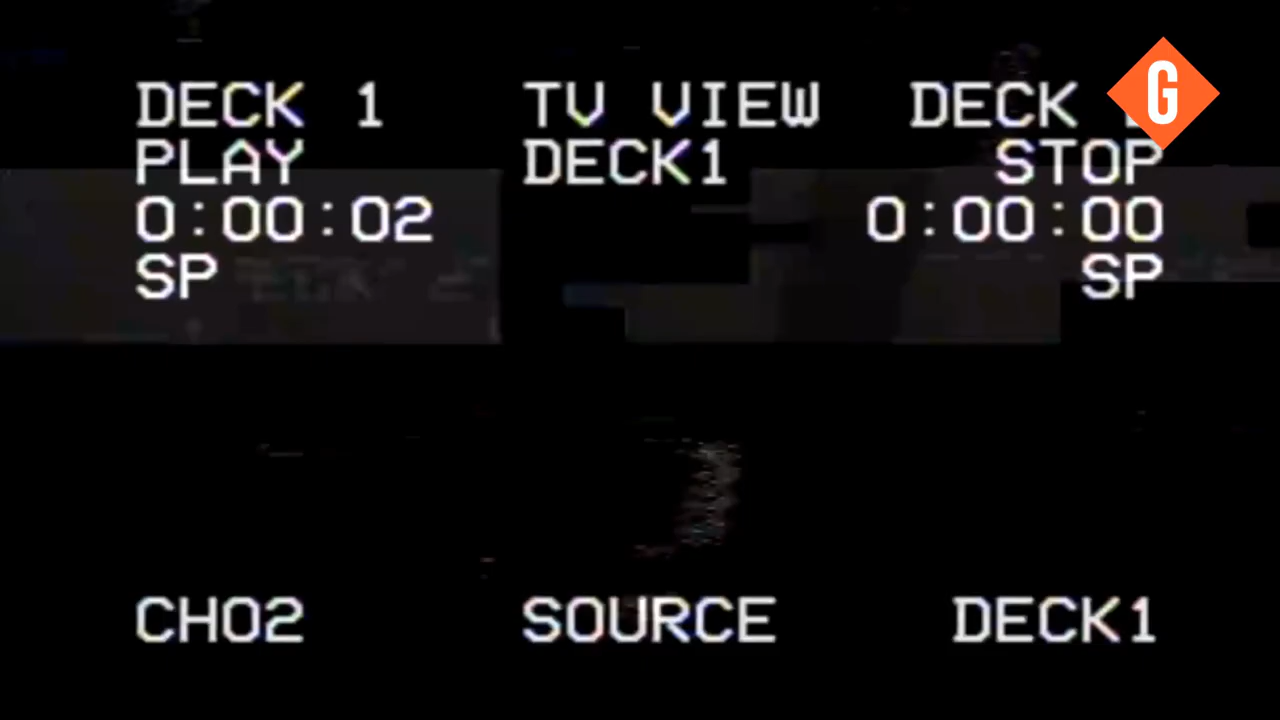 DECK 1 TV VIEW DECK
PLAY DECK1 STOP
0:00:02 0:00:00
SP SP
CH02 SOURCE DECK1
G